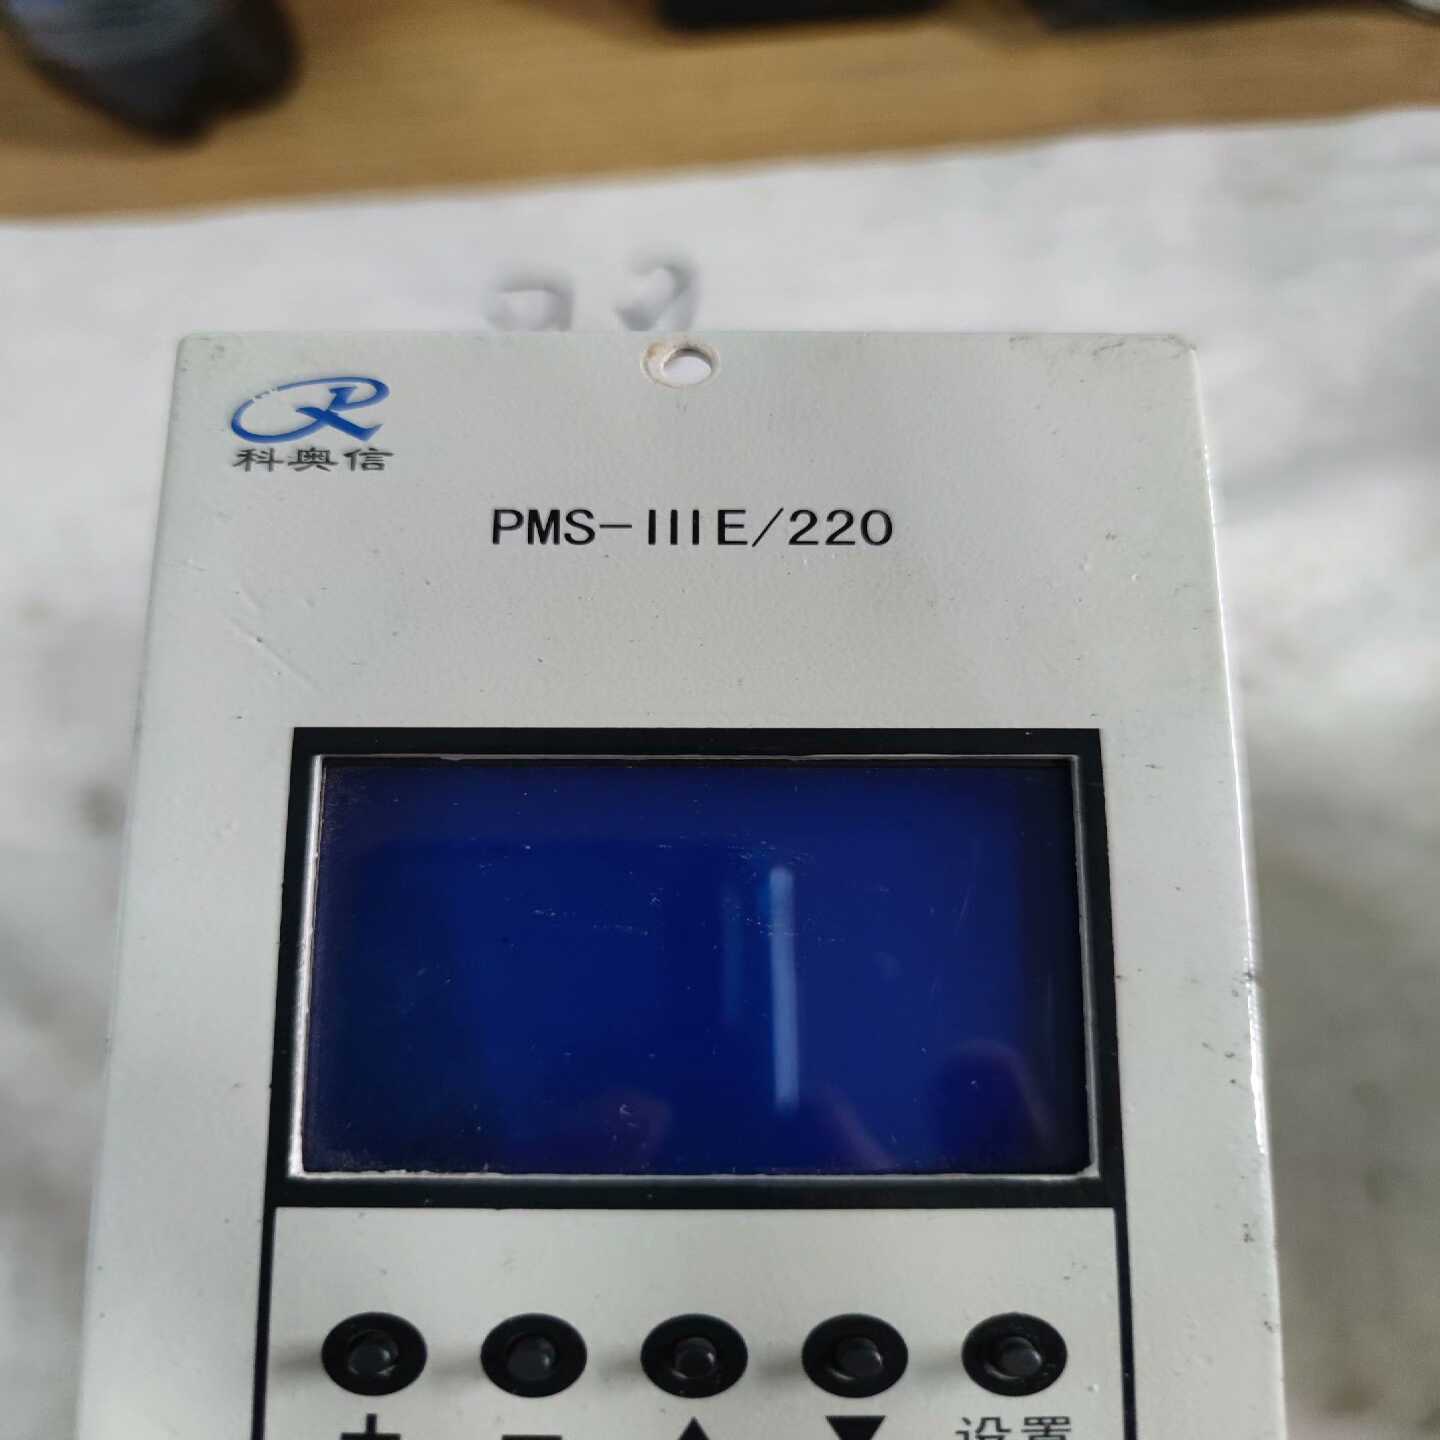 科奥信
PMS-IIIE/220
+ - ▲ ▼ 设置